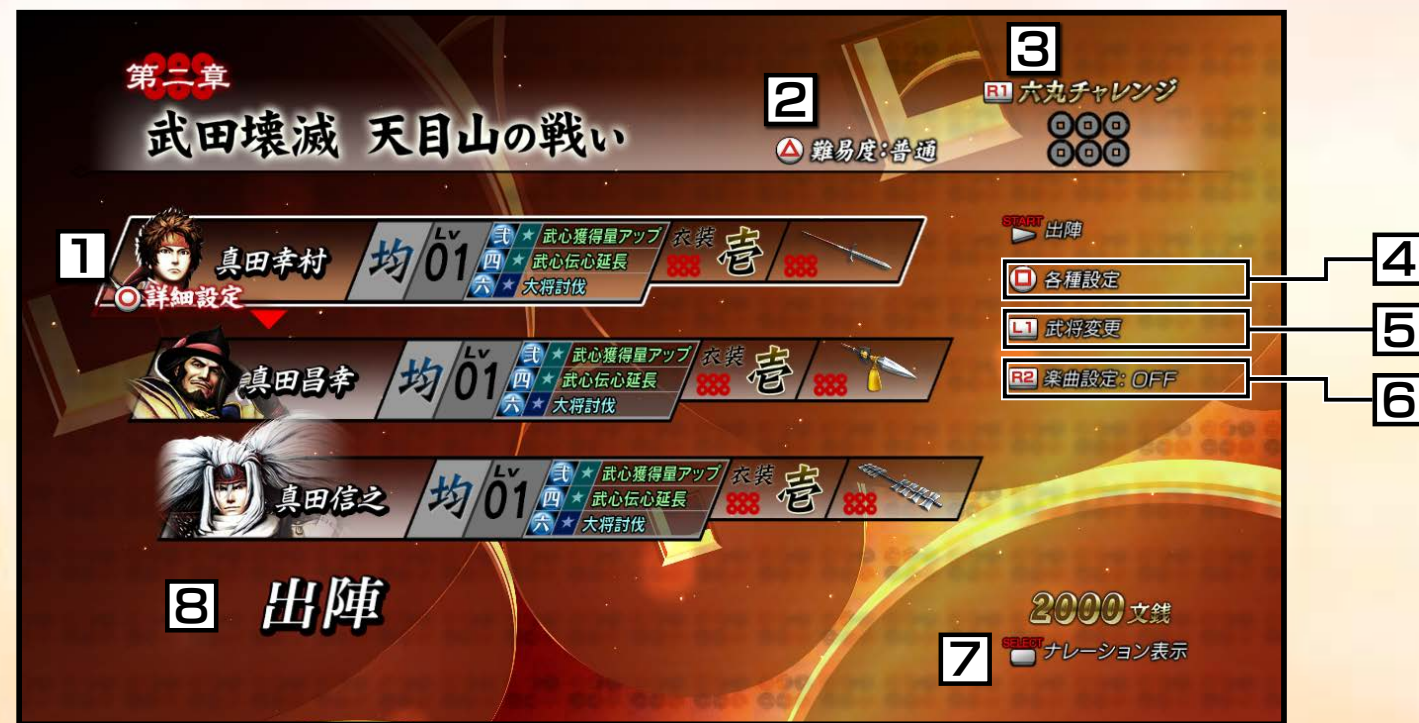 第二章
武田壊滅 天目山の戦い
2
△ 難易度:普通
3
R1 六丸チャレンジ
1
真田幸村
均
Lv 01
弐 ★ 武心獲得量アップ
四 ★ 武心伝心延長
六 ★ 大将討伐
衣装 壱
詳細設定
真田昌幸
均
Lv 01
弐 ★ 武心獲得量アップ
四 ★ 武心伝心延長
六 ★ 大将討伐
衣装 壱
真田信之
均
Lv 01
弐 ★ 武心獲得量アップ
四 ★ 武心伝心延長
六 ★ 大将討伐
衣装 壱
START 出陣
各種設定
4
L1 武将変更
5
R2 楽曲設定:OFF
6
8
出陣
2000文銭
7
SELECT ナレーション表示